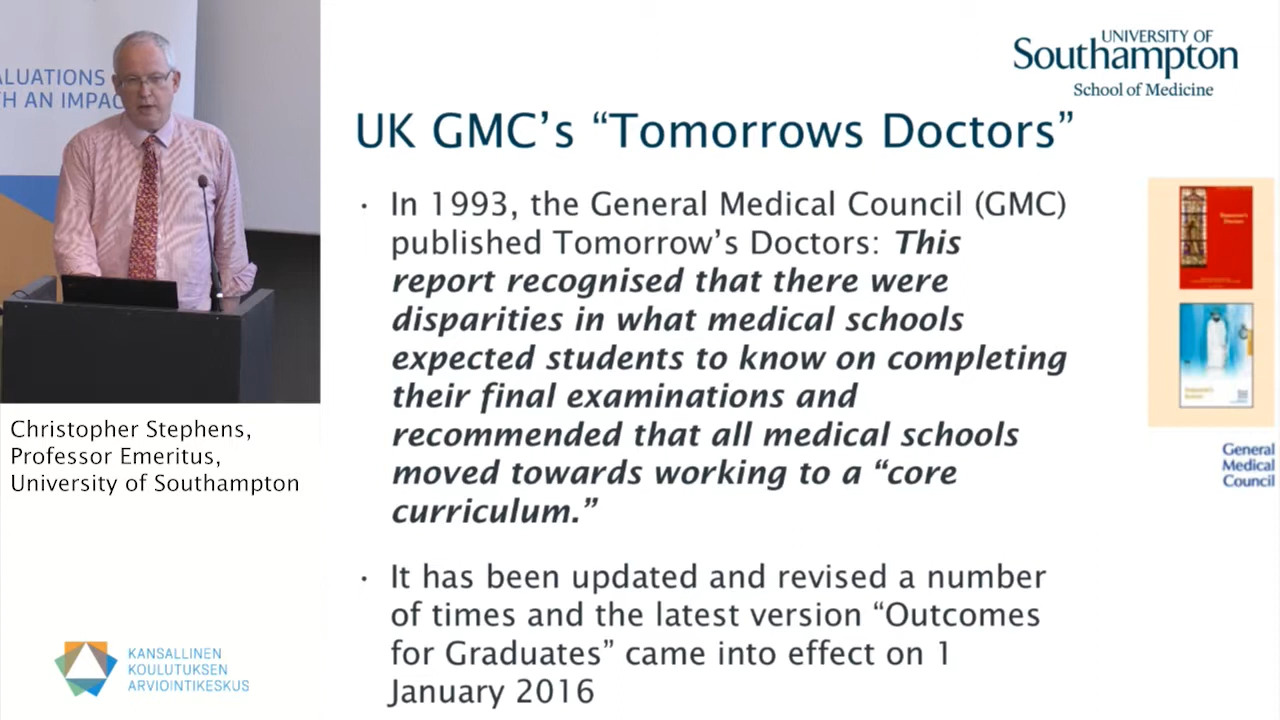 ALUATIONS
TH AN IMPAC
UNIVERSITY OF
Southampton
School of Medicine
UK GMC’s “Tomorrows Doctors”
• In 1993, the General Medical Council (GMC)
published Tomorrow’s Doctors: This
report recognised that there were
disparities in what medical schools
expected students to know on completing
their final examinations and
recommended that all medical schools
moved towards working to a “core
curriculum.”
• It has been updated and revised a number
of times and the latest version “Outcomes
for Graduates” came into effect on 1
January 2016
General
Medical
Council
Christopher Stephens,
Professor Emeritus,
University of Southampton
KANSALLINEN
KOULUTUKSEN
ARVIOINTIKESKUS